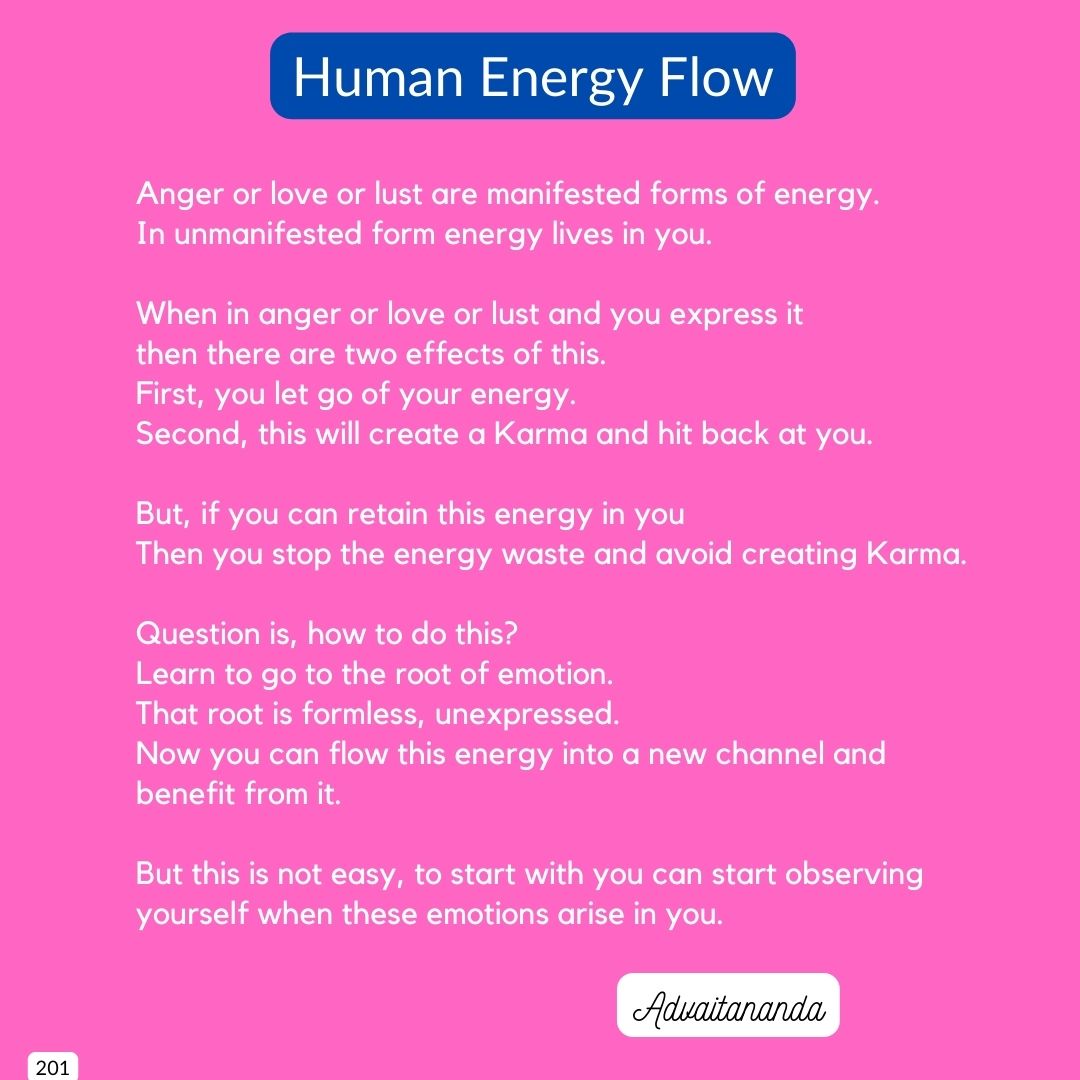 Human Energy Flow
Anger or love or lust are manifested forms of energy.
In unmanifested form energy lives in you.
When in anger or love or lust and you express it
then there are two effects of this.
First, you let go of your energy.
Second, this will create a Karma and hit back at you.
But, if you can retain this energy in you
Then you stop the energy waste and avoid creating Karma.
Question is, how to do this?
Learn to go to the root of emotion.
That root is formless, unexpressed.
Now you can flow this energy into a new channel and
benefit from it.
But this is not easy, to start with you can start observing
yourself when these emotions arise in you.
Advaitananda
201